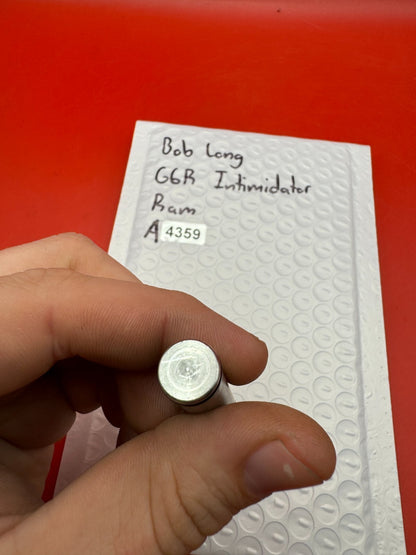 Bob Long
G6R Intimidator
Ram
A 4359